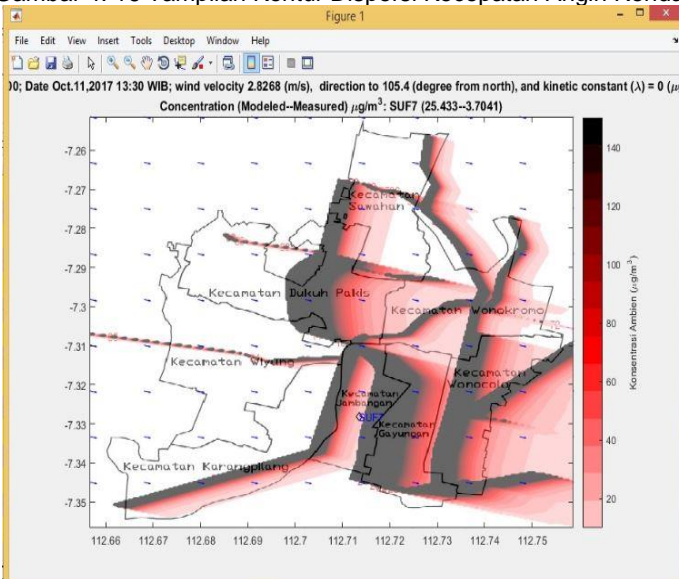 Figure 1
File Edit View Insert Tools Desktop Window Help
00; Date Oct.11,2017 13:30 WIB; wind velocity 2.8268 (m/s), direction to 105.4 (degree from north), and kinetic constant (λ) = 0 (μ
Concentration (Modeled--Measured) μg/m³: SUF7 (25.433--3.7041)
-7.26
-7.27
-7.28
-7.29
-7.3
-7.31
-7.32
-7.33
-7.34
-7.35
Kecamatan
Sawahan
Kecamatan Dukuh Pakis
Kecamatan Wonokromo
Kecamatan Wiyung
Kecamatan
Wonocolo
Kecamatan
Jambangan
SUF7
Kecamatan
Gayungan
Kecamatan Karangpilang
112.66 112.67 112.68 112.69 112.7 112.71 112.72 112.73 112.74 112.75
140
120
100
80
60
40
20
Konsentrasi Ambien (μg/m³)